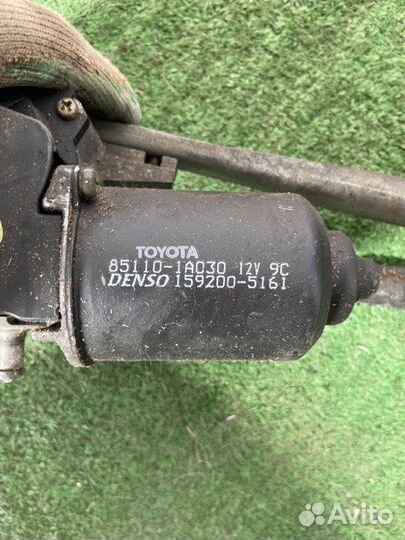 TOYOTA
85110-1A030 12V 9C
DENSO 159200-5161
Avito